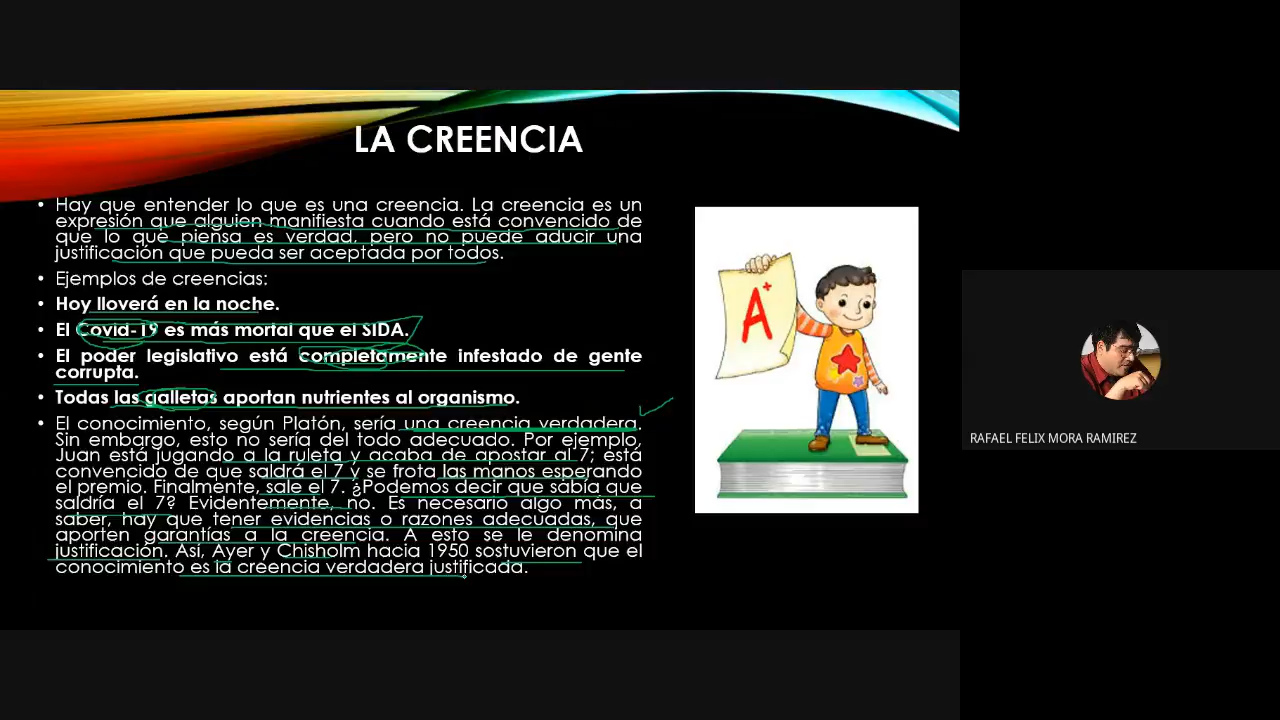 LA CREENCIA
• Hay que entender lo que es una creencia. La creencia es un
expresión que alguien manifiesta cuando está convencido de
que lo que piensa es verdad, pero no puede aducir una
justificación que pueda ser aceptada por todos.
• Ejemplos de creencias:
• Hoy lloverá en la noche.
• El Covid-19 es más mortal que el SIDA.
• El poder legislativo está completamente infestado de gente
corrupta.
• Todas las galletas aportan nutrientes al organismo.
• El conocimiento, según Platón, sería una creencia verdadera.
Sin embargo, esto no sería del todo adecuado. Por ejemplo,
Juan está jugando a la ruleta y acaba de apostar al 7; está
convencido de que saldrá el 7 y se frota las manos esperando
el premio. Finalmente, sale el 7. ¿Podemos decir que sabía que
saldría el 7? Evidentemente, no. Es necesario algo más, a
saber, hay que tener evidencias o razones adecuadas, que
aporten garantías a la creencia. A esto se le denomina
justificación. Así, Ayer y Chisholm hacia 1950 sostuvieron que el
conocimiento es la creencia verdadera justificada.
A+
RAFAEL FELIX MORA RAMIREZ